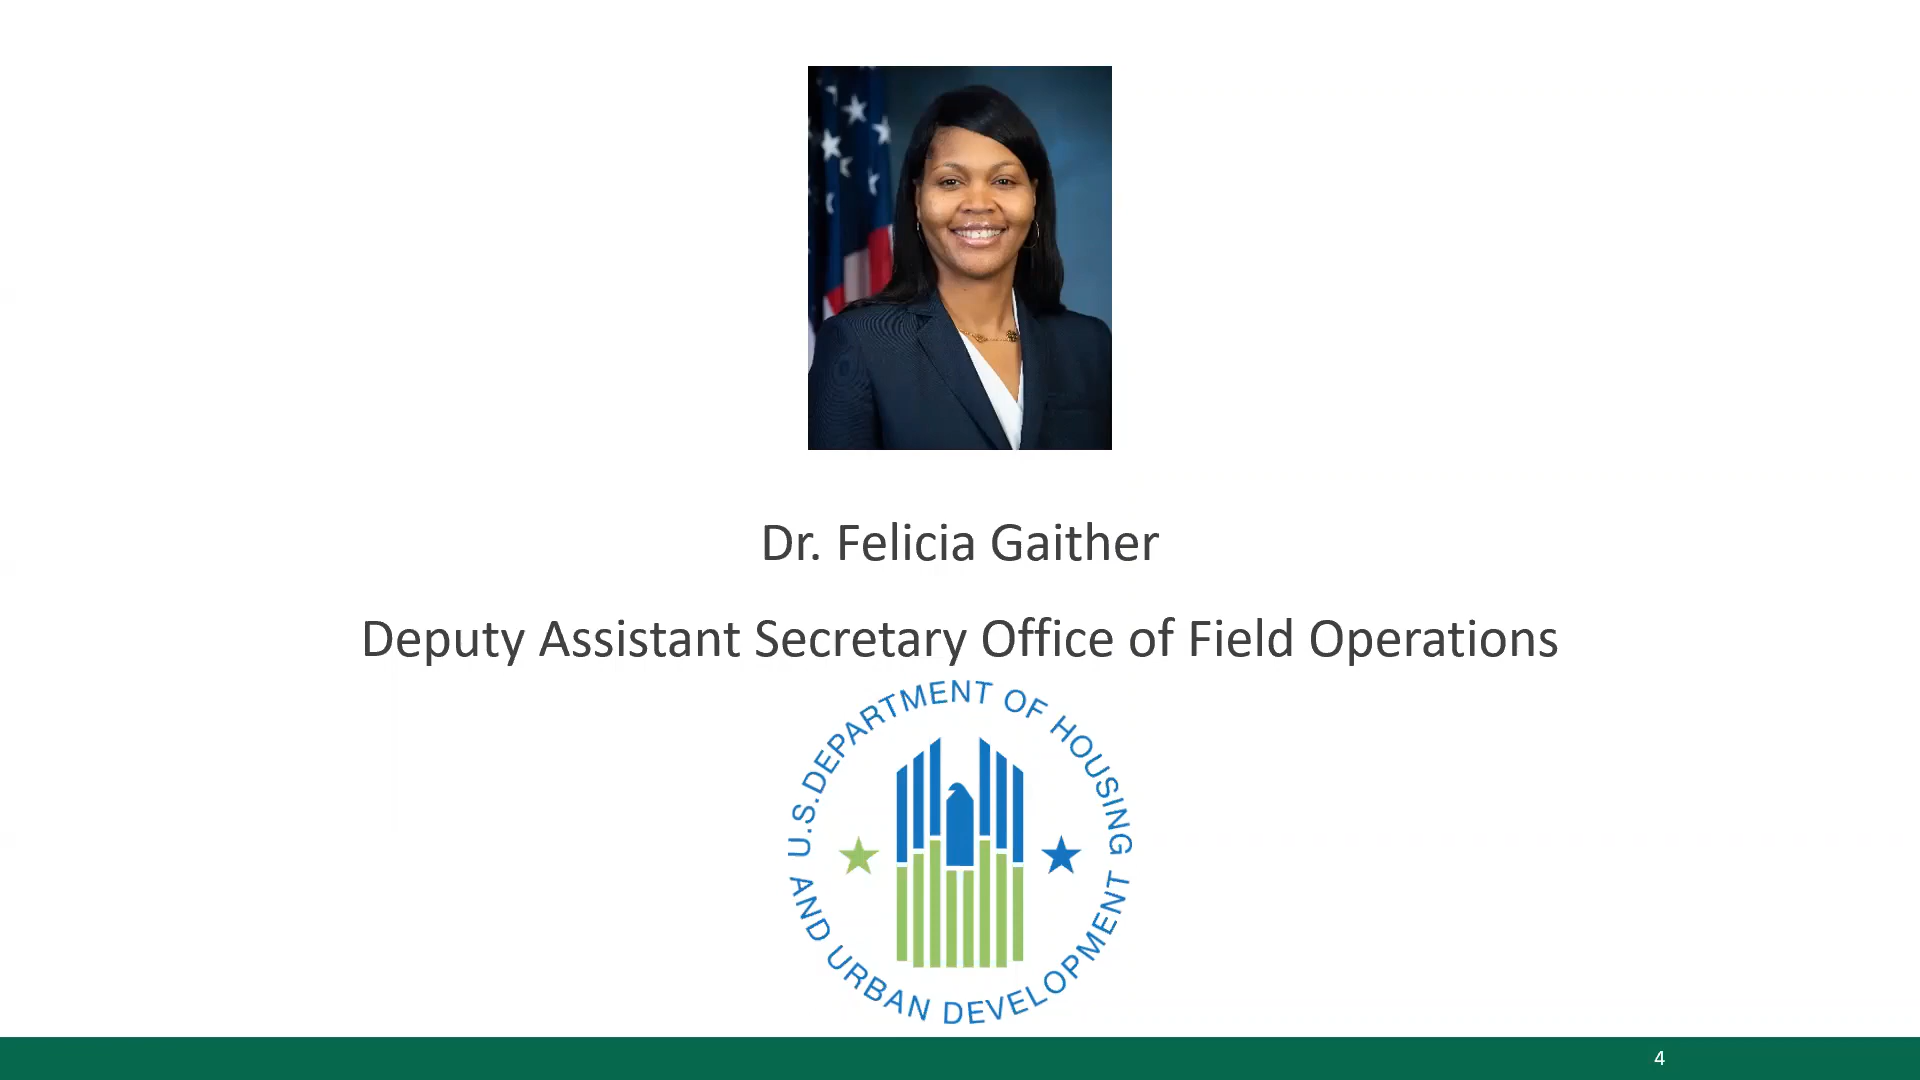 Dr. Felicia Gaither
Deputy Assistant Secretary Office of Field Operations
U.S.DEPARTMENT OF HOUSING
AND URBAN DEVELOPMENT
4